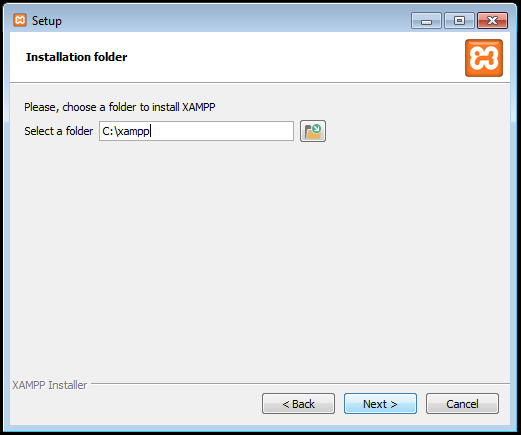 Setup
Installation folder
Please, choose a folder to install XAMPP
Select a folder C:\xampp
XAMPP Installer
< Back Next > Cancel